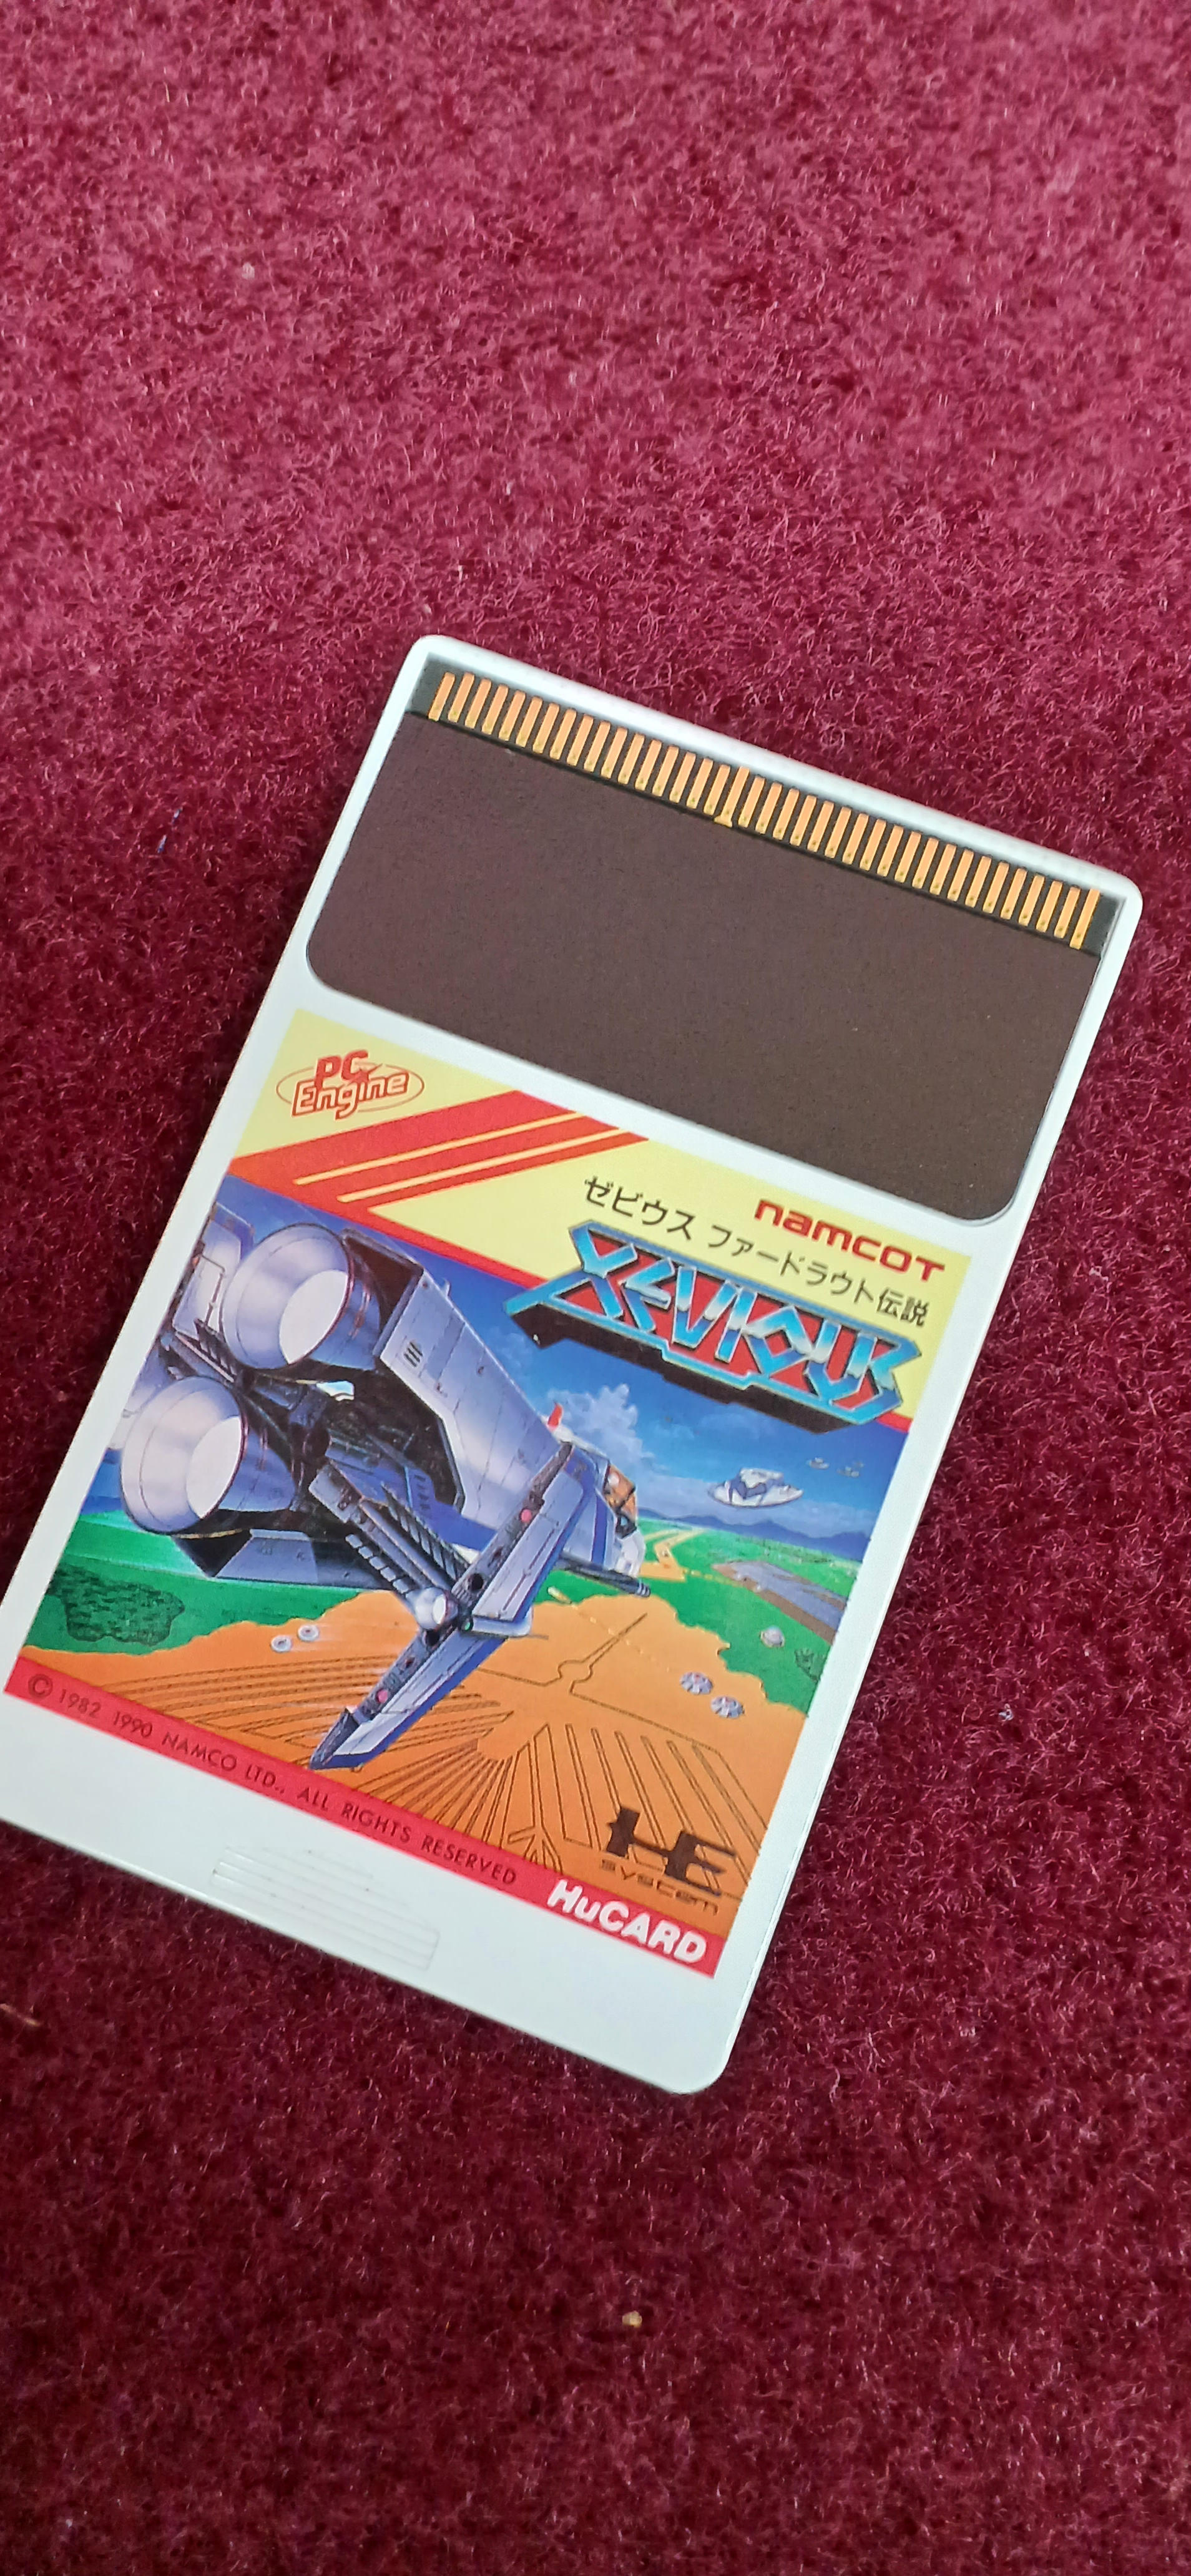 PC
Engine
namcoT
ゼビウス ファードラウト伝説
XEVIOUS
© 1982 1990 NAMCO LTD., ALL RIGHTS RESERVED
HE
system
HuCARD